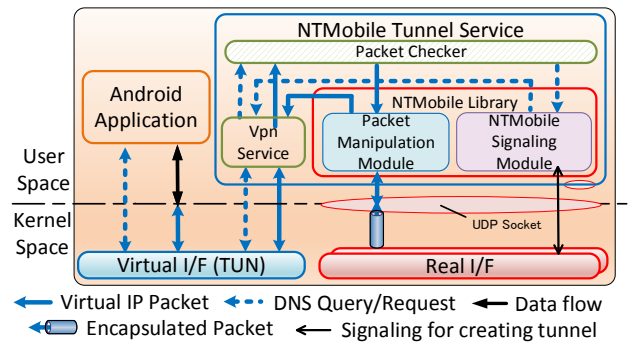 NTMobile Tunnel Service
Packet Checker
Android
Application
NTMobile Library
Vpn
Service
Packet
Manipulation
Module
NTMobile
Signaling
Module
User
Space
Kernel
Space
UDP Socket
Virtual I/F (TUN)
Real I/F
Virtual IP Packet
DNS Query/Request
Data flow
Encapsulated Packet
Signaling for creating tunnel